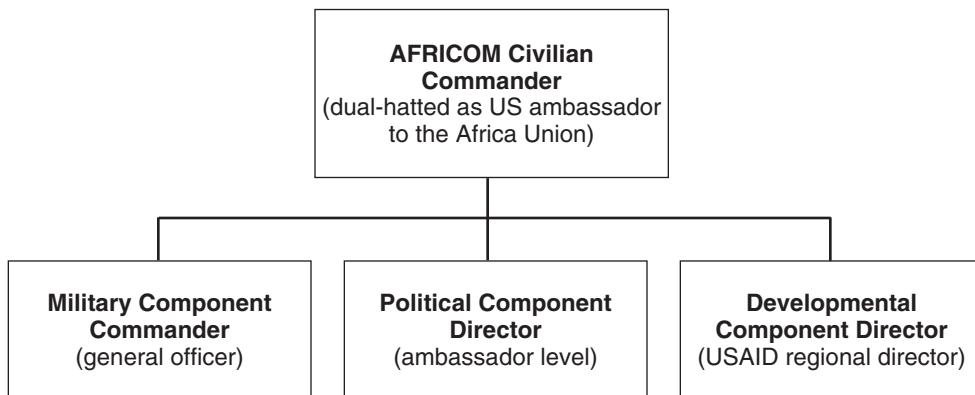 AFRICOM Civilian
Commander
(dual-hatted as US ambassador
to the Africa Union)
Military Component
Commander
(general officer)
Political Component
Director
(ambassador level)
Developmental
Component Director
(USAID regional director)